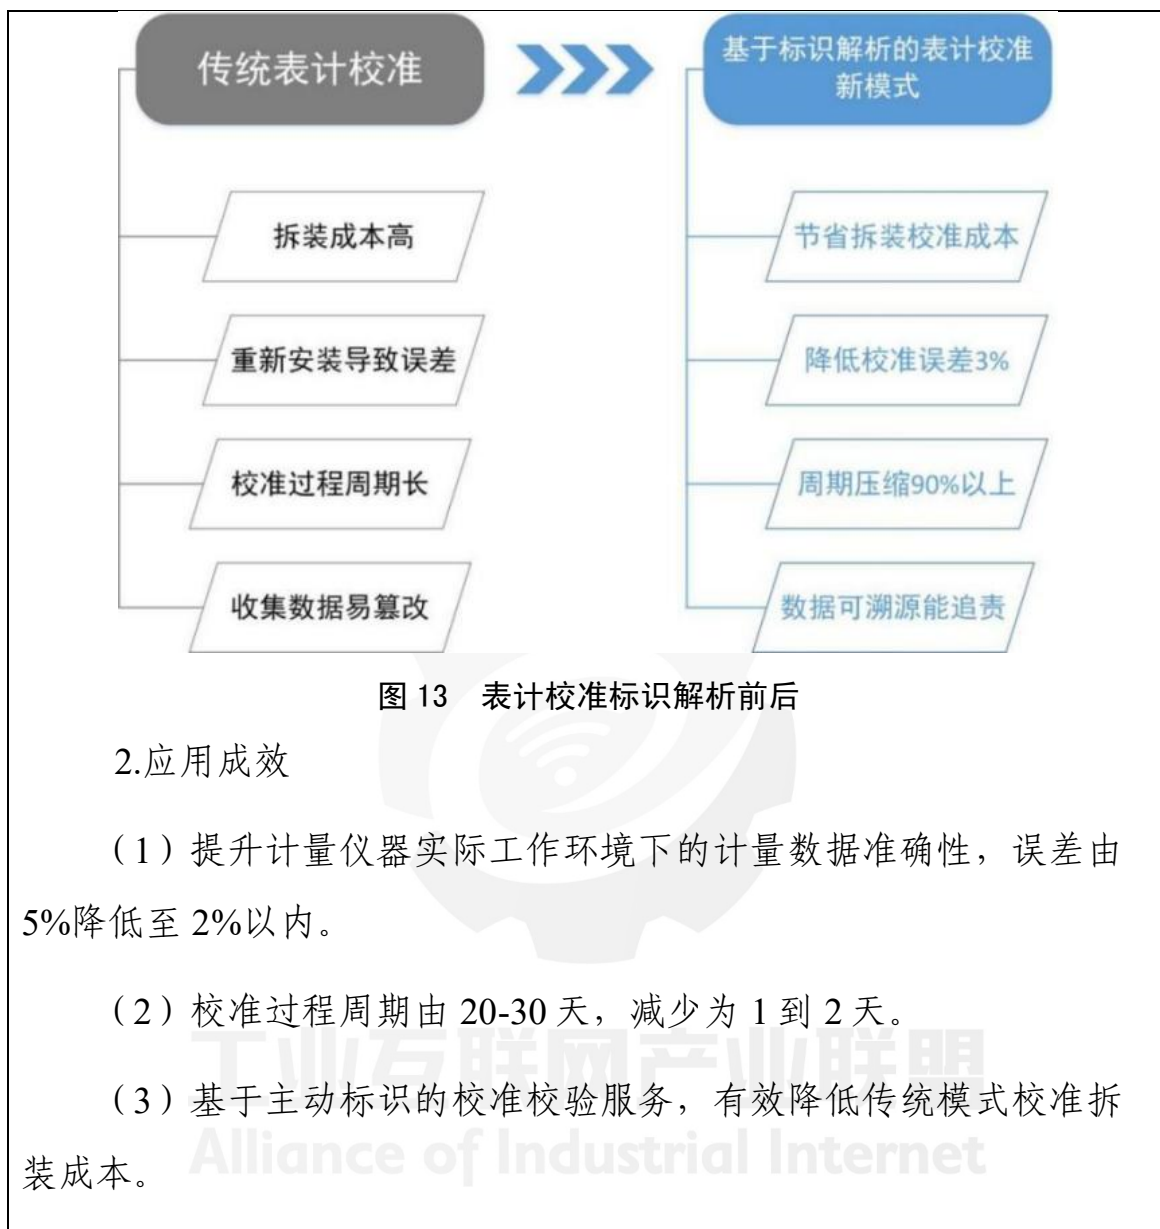 传统表计校准
基于标识解析的表计校准
新模式
拆装成本高
节省拆装校准成本
重新安装导致误差
降低校准误差3%
校准过程周期长
周期压缩90%以上
收集数据易篡改
数据可溯源能追责
图 13 表计校准标识解析前后
2.应用成效
（1）提升计量仪器实际工作环境下的计量数据准确性，误差由
5%降低至 2%以内。
（2）校准过程周期由 20-30 天，减少为 1 到 2 天。
（3）基于主动标识的校准校验服务，有效降低传统模式校准拆
装成本。
工业互联网产业联盟
Alliance of Industrial Internet